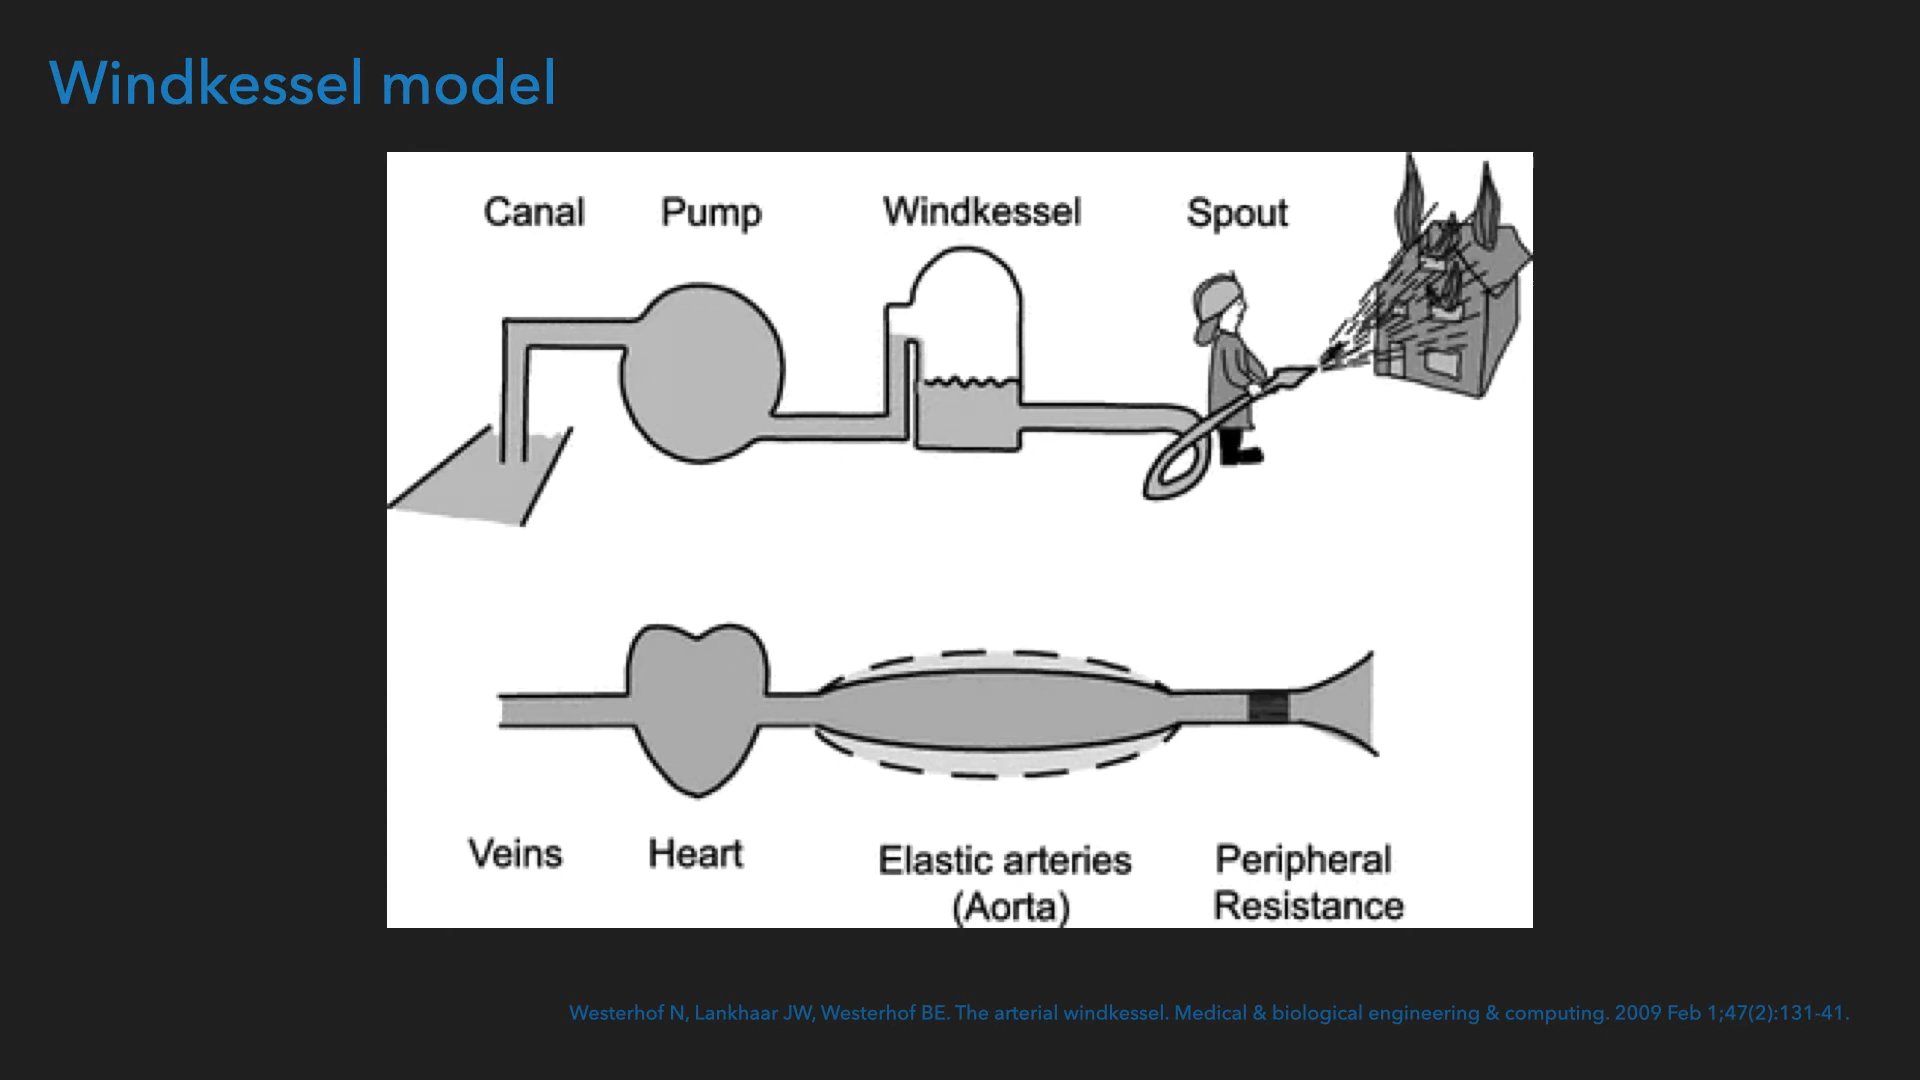 Windkessel model
Canal Pump Windkessel Spout
Veins Heart Elastic arteries Peripheral
(Aorta) Resistance
Westerhof N, Lankhaar JW, Westerhof BE. The arterial windkessel. Medical & biological engineering & computing. 2009 Feb 1;47(2):131-41.